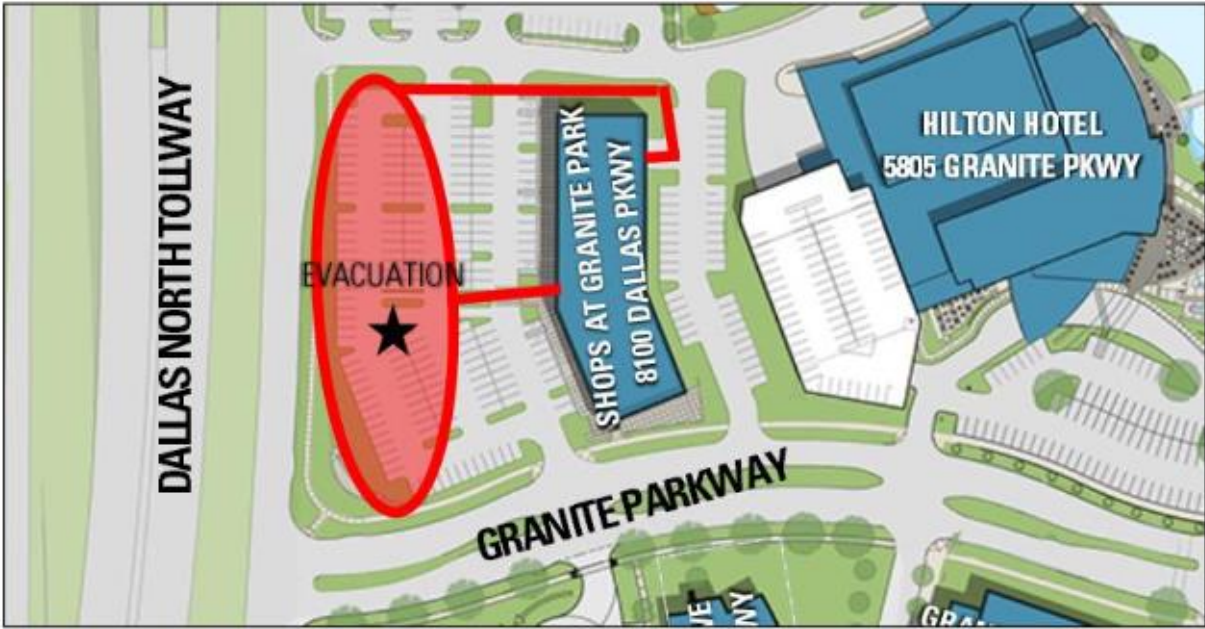 DALLAS NORTH TOLLWAY
EVACUATION
SHOPS AT GRANITE PARK
8100 DALLAS PKWY
HILTON HOTEL
5805 GRANITE PKWY
GRANITE PARKWAY